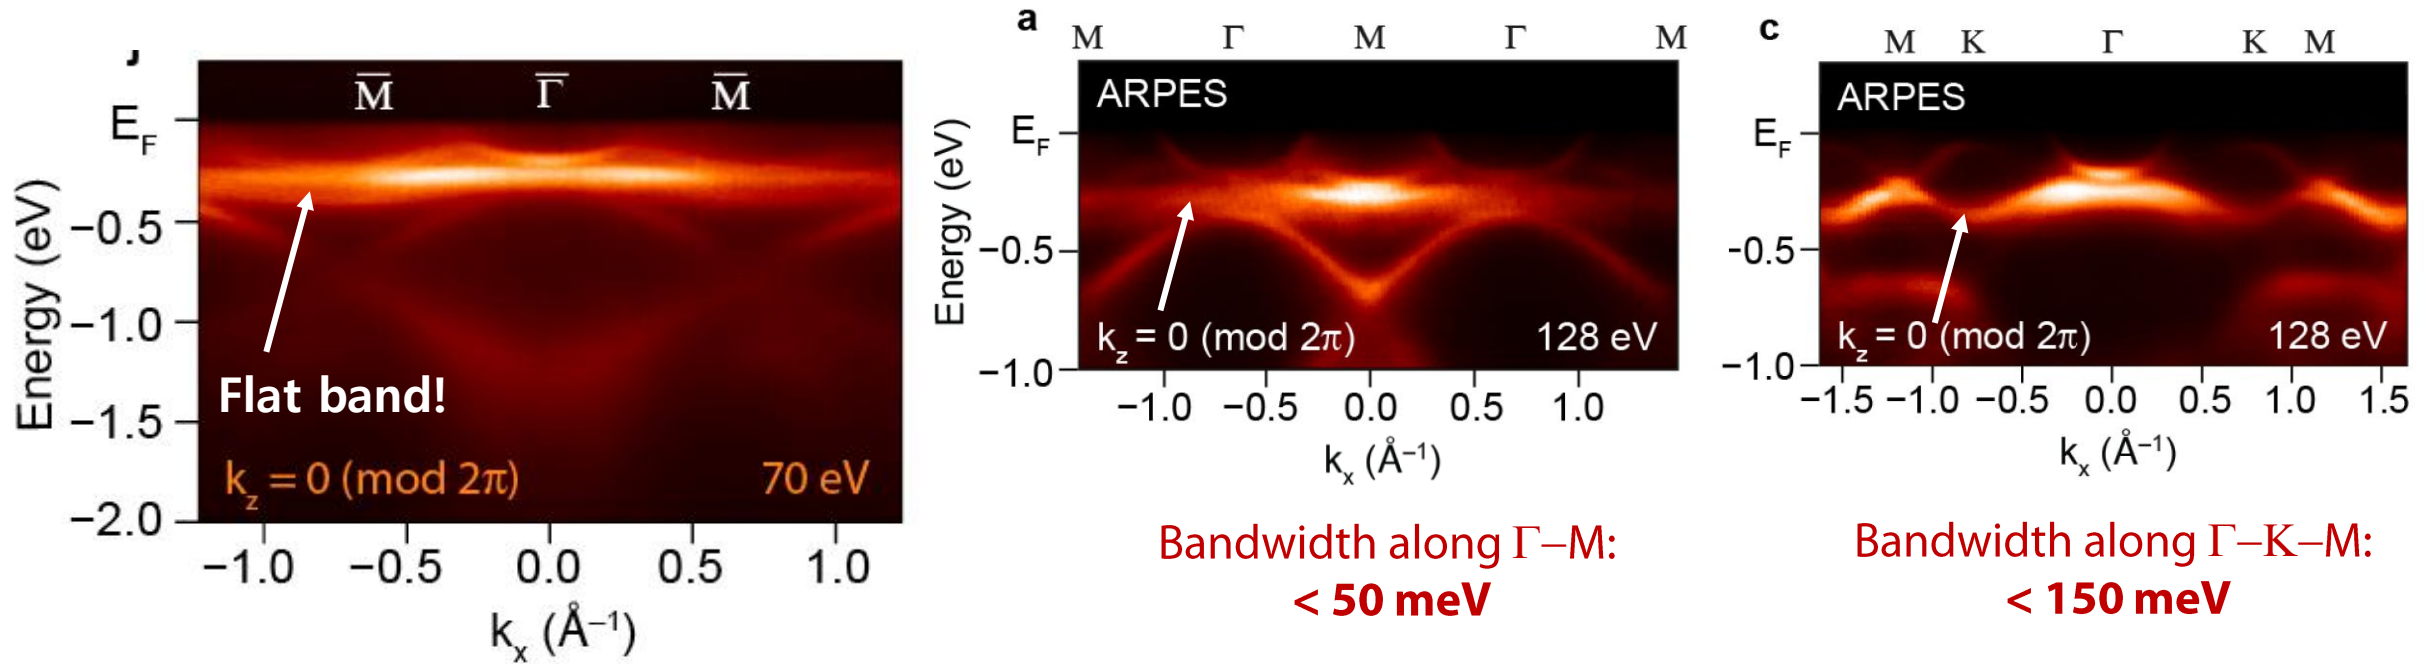 j
M̅ Γ̅ M̅
E_F
−0.5
−1.0
−1.5
−2.0
Energy (eV)
Flat band!
k_z = 0 (mod 2π) 70 eV
−1.0 −0.5 0.0 0.5 1.0
k_x (Å⁻¹)
a
M Γ M Γ M
ARPES
E_F
−0.5
−1.0
Energy (eV)
k_z = 0 (mod 2π) 128 eV
−1.0 −0.5 0.0 0.5 1.0
k_x (Å⁻¹)
Bandwidth along Γ–M:
< 50 meV
c
M K Γ K M
ARPES
E_F
-0.5
-1.0
k_z = 0 (mod 2π) 128 eV
−1.5 −1.0 −0.5 0.0 0.5 1.0 1.5
k_x (Å⁻¹)
Bandwidth along Γ–K–M:
< 150 meV